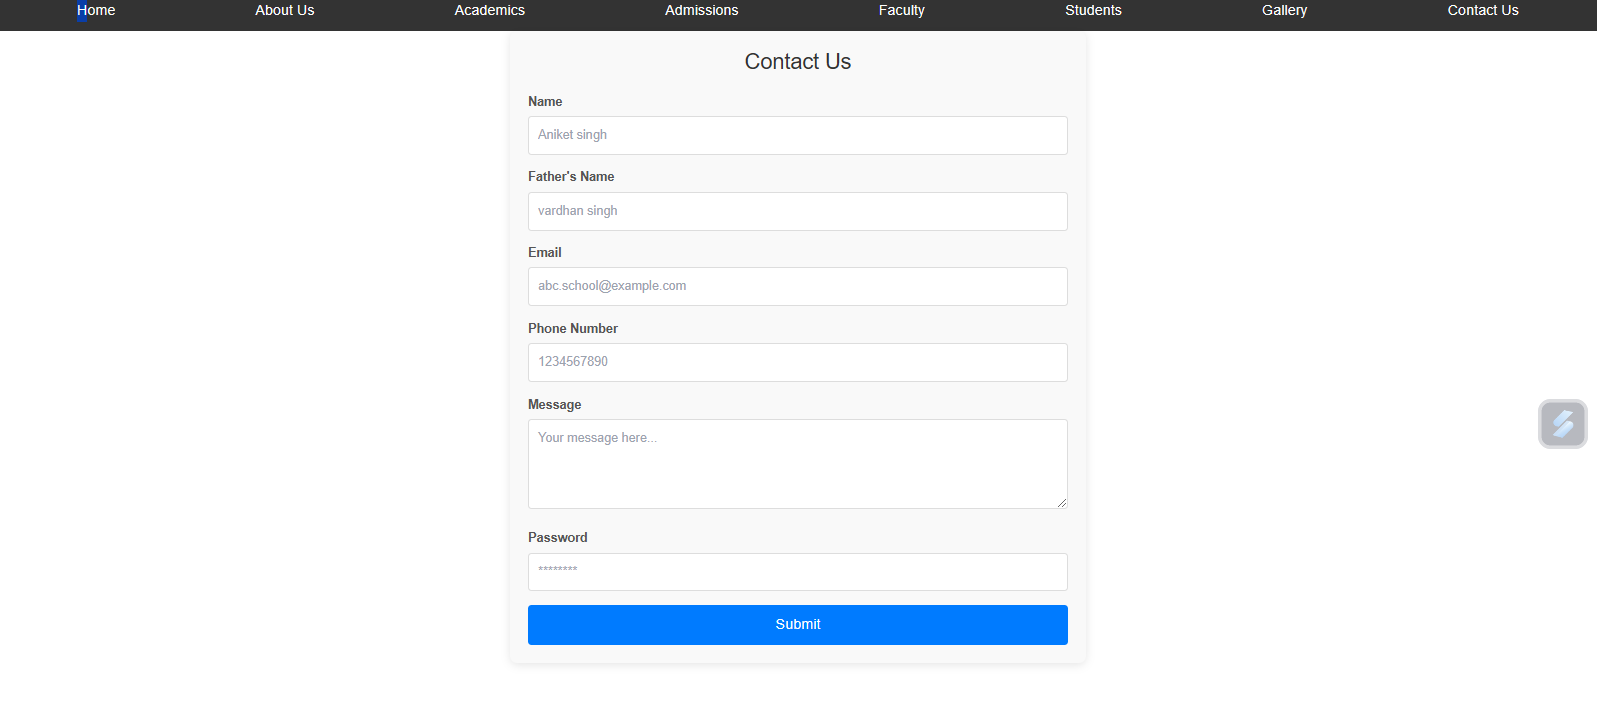 Home About Us Academics Admissions Faculty Students Gallery Contact Us
Contact Us
Name
Aniket singh
Father's Name
vardhan singh
Email
abc.school@example.com
Phone Number
1234567890
Message
Your message here...
Password
********
Submit